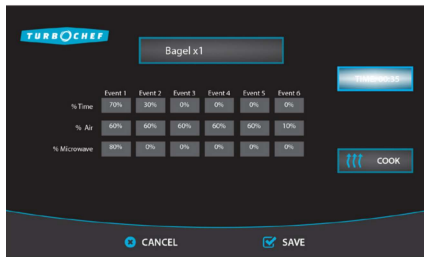 TURBOCHEF
Bagel x1
Event 1 Event 2 Event 3 Event 4 Event 5 Event 6
% Time 70% 30% 0% 0% 0% 0%
% Air 60% 60% 60% 60% 60% 10%
% Microwave 80% 0% 0% 0% 0% 0%
COOK
CANCEL SAVE